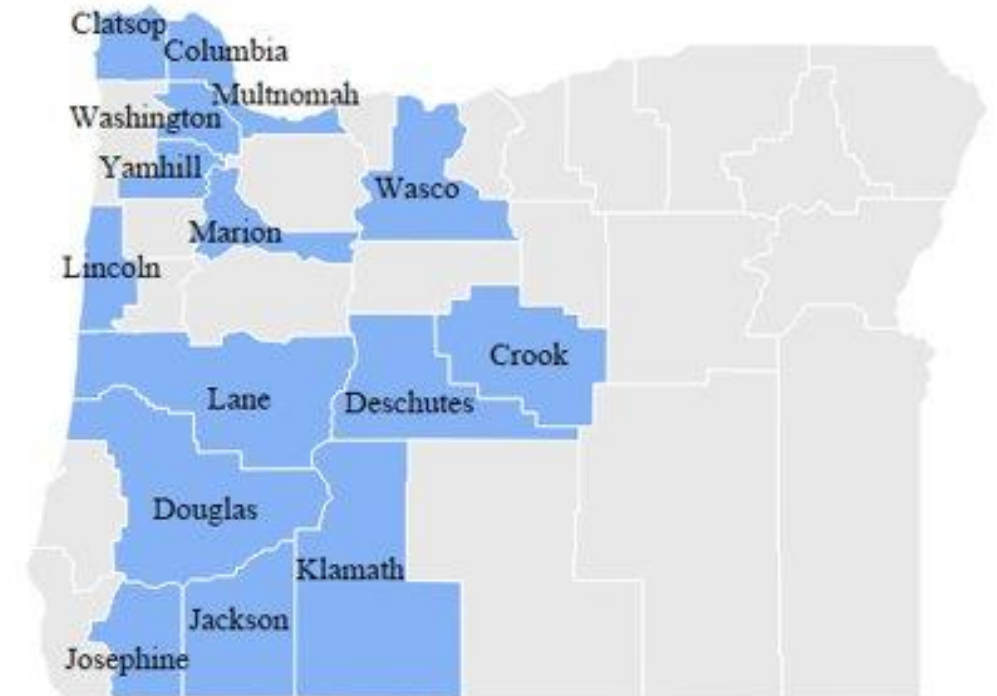 Clatsop
Columbia
Multnomah
Washington
Yamhill
Wasco
Marion
Lincoln
Crook
Lane
Deschutes
Douglas
Klamath
Jackson
Josephine